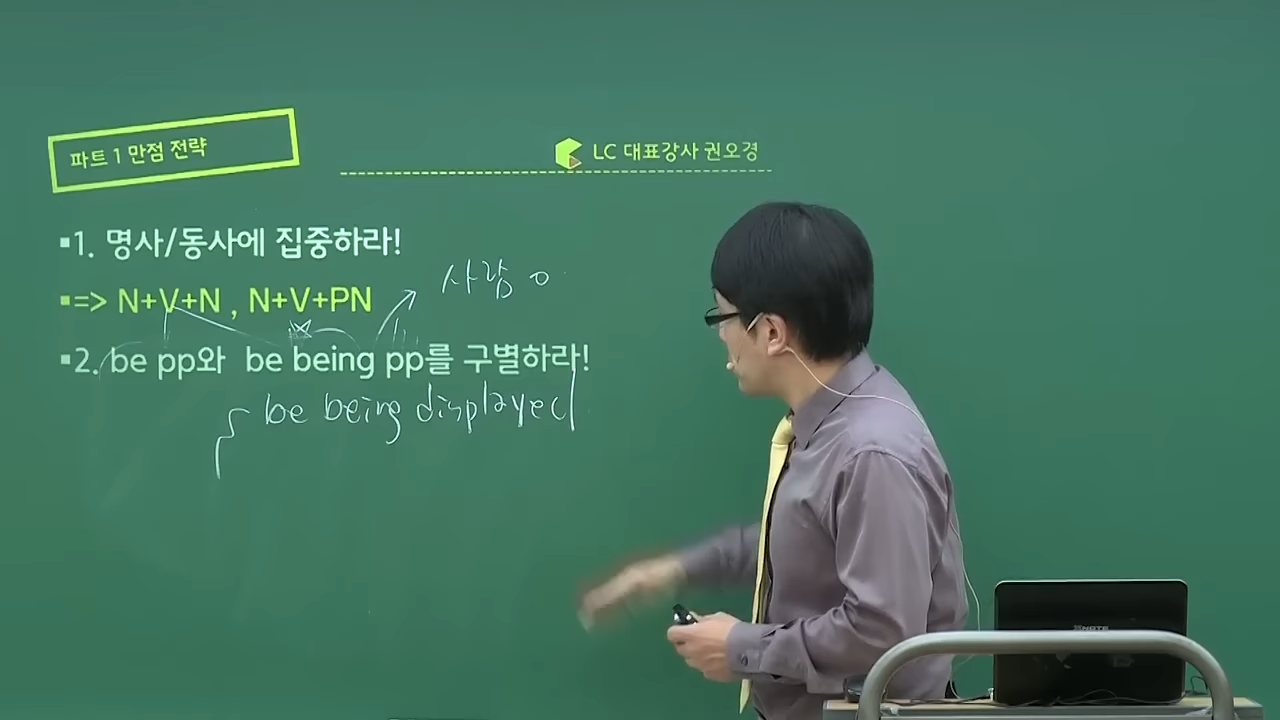 파트 1 만점 전략
LC 대표강사 권오경
▪1. 명사/동사에 집중하라!
사람 o
▪=> N+V+N , N+V+PN
▪2. be pp와 be being pp를 구별하라!
be being displayed